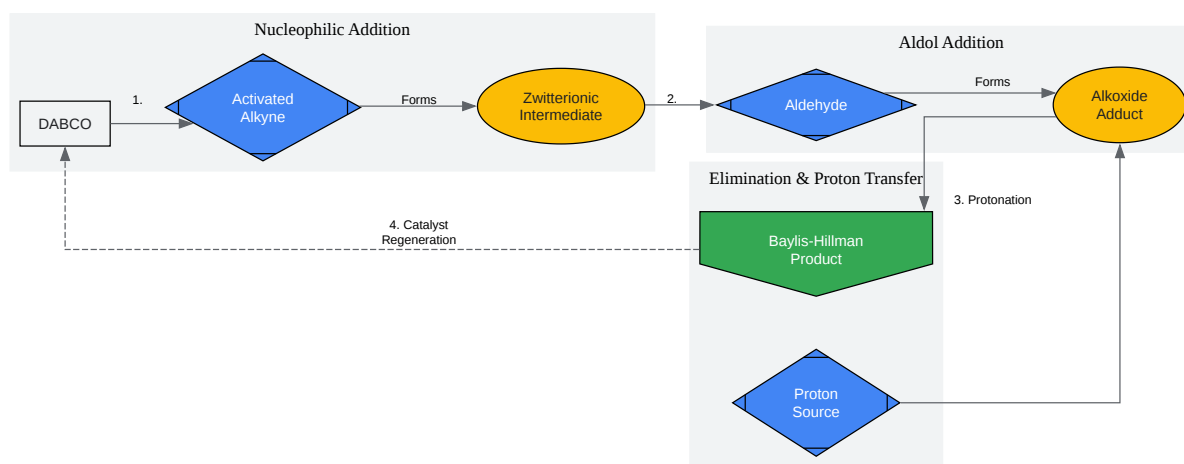 Nucleophilic Addition
Aldol Addition
DABCO
1.
Activated
Alkyne
Forms
Zwitterionic
Intermediate
2.
Aldehyde
Forms
Alkoxide
Adduct
Elimination & Proton Transfer
3. Protonation
4. Catalyst
Regeneration
Baylis-Hillman
Product
Proton
Source